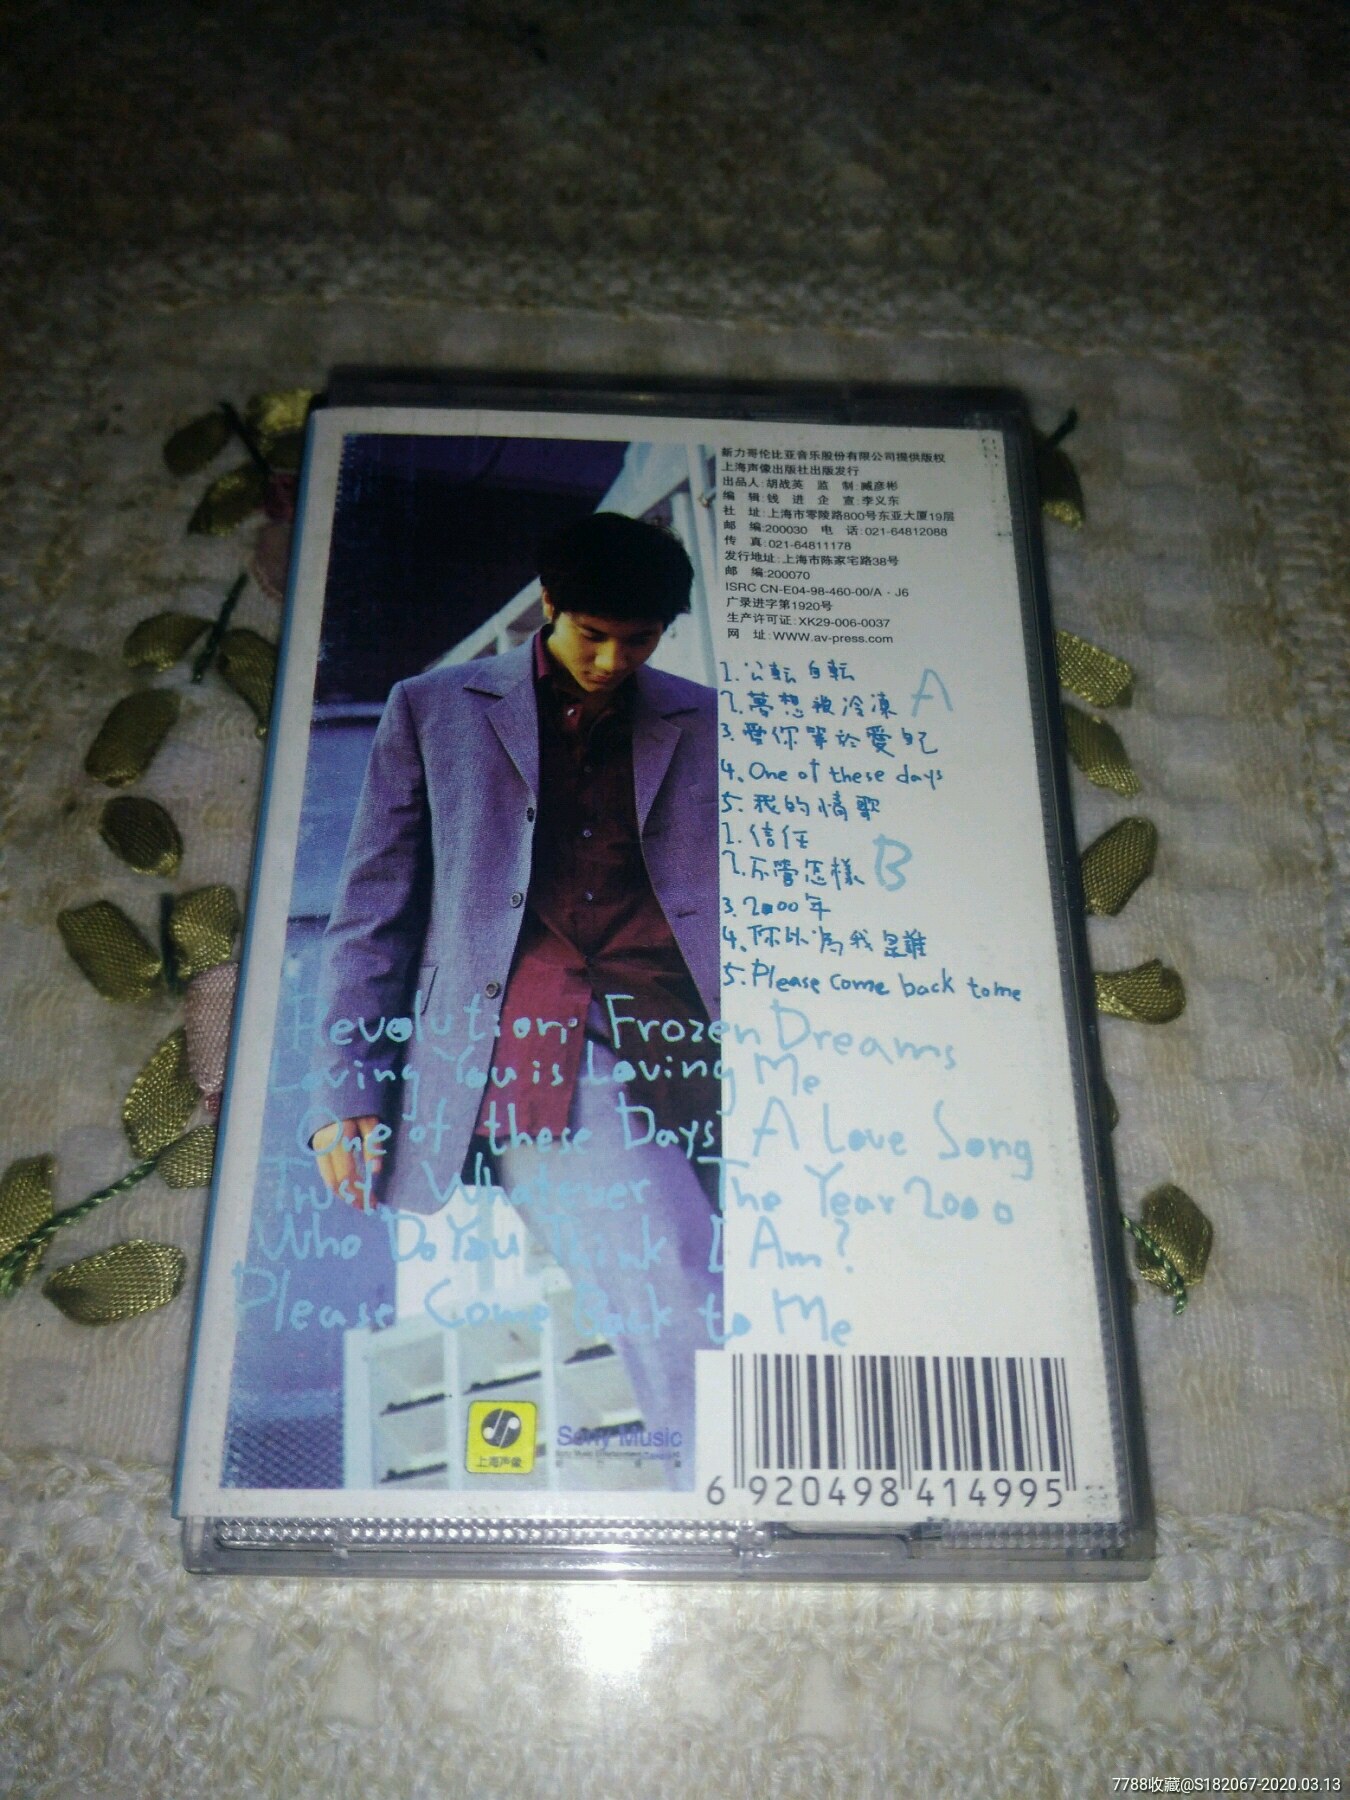 新力哥伦比亚音乐股份有限公司提供版权
上海声像出版社出版发行
出品人:胡战英 监 制:臧彦彬
编 辑:钱 进 企 宣:李义东
社 址:上海市零陵路800号东亚大厦19层
邮 编:200030 电 话:021-64812088
传 真:021-64811178
发行地址:上海市陈家宅路38号
邮 编:200070
ISRC CN-E04-98-460-00/A·J6
广录进字第1920号
生产许可证:XK29-006-0037
网 址:WWW.av-press.com
1.公転自転
2.夢想被冷凍 A
3.愛你等於愛自己
4.One of these days
5.我的情歌
1.信任
2.不管怎樣 B
3.2000年
4.你以為我是誰
5.Please come back to me
Revolution Frozen Dreams
Loving You is Loving Me
One of these Days A Love Song
Trust Whatever The Year 2000
Who Do You Think I Am?
Please Come Back to Me
上海声像
Sony Music
6 920498 414995
7788收藏@S182067-2020.03.13